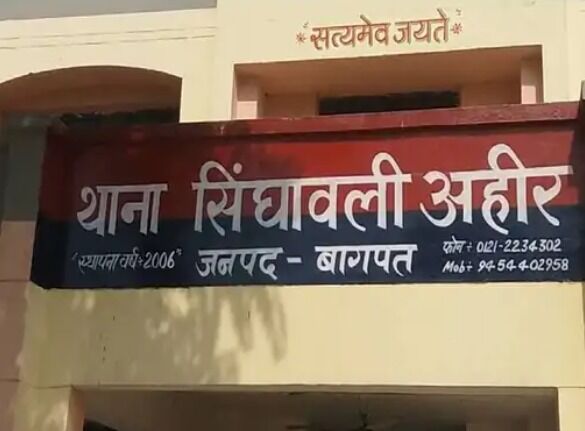 *"सत्यमेव जयते"*
थाना सिंघावली अहीर
"स्थापना वर्ष÷2006" जनपद - बागपत फोन÷ 0121-2234302
Mob÷ 9454402958